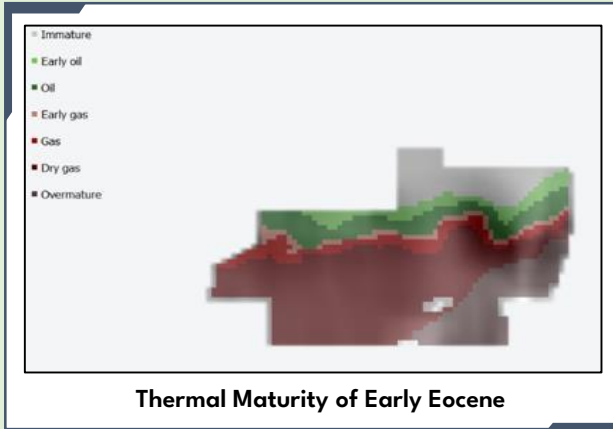 Immature
Early oil
Oil
Early gas
Gas
Dry gas
Overmature
Thermal Maturity of Early Eocene